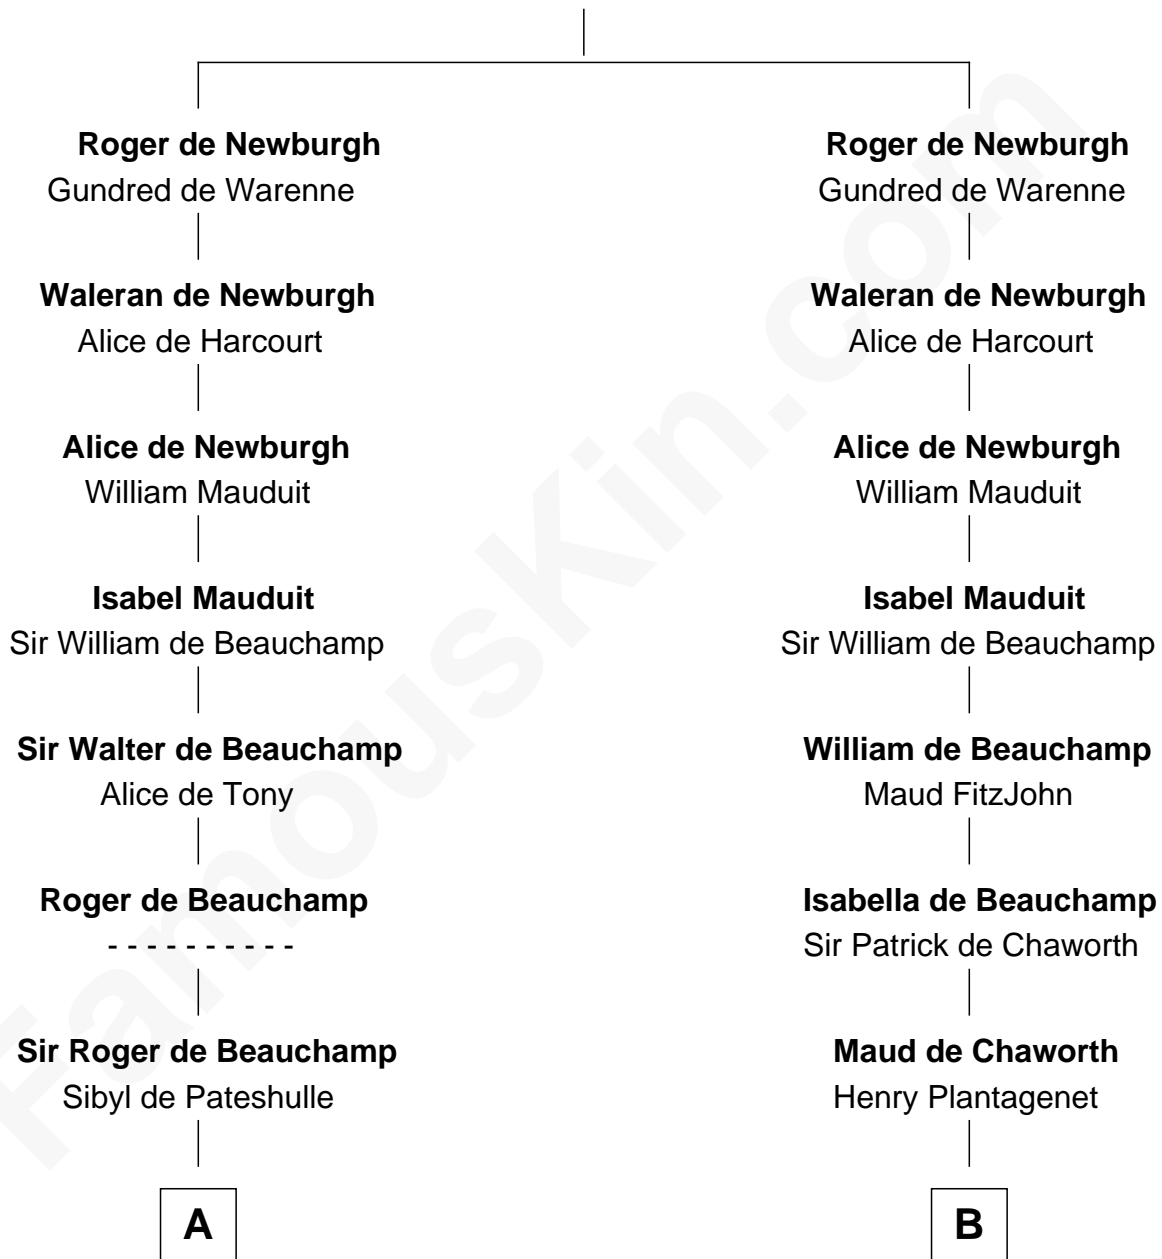 Roger de Newburgh
Gundred de Warenne
Waleran de Newburgh
Alice de Harcourt
Alice de Newburgh
William Mauduit
Isabel Mauduit
Sir William de Beauchamp
Sir Walter de Beauchamp
Alice de Tony
Roger de Beauchamp
- - - - - - - - - -
Sir Roger de Beauchamp
Sibyl de Pateshulle
A
Roger de Newburgh
Gundred de Warenne
Waleran de Newburgh
Alice de Harcourt
Alice de Newburgh
William Mauduit
Isabel Mauduit
Sir William de Beauchamp
William de Beauchamp
Maud FitzJohn
Isabella de Beauchamp
Sir Patrick de Chaworth
Maud de Chaworth
Henry Plantagenet
B
FamousKin.com